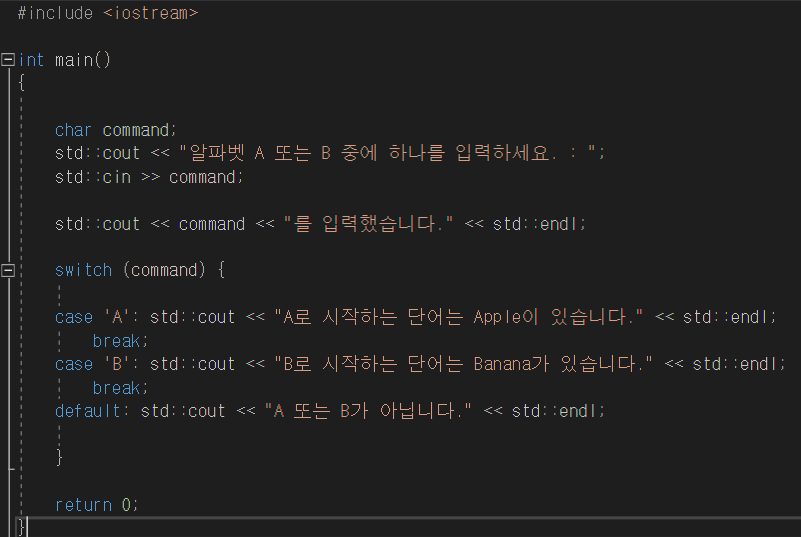 #include <iostream>
int main()
{
char command;
std::cout << "알파벳 A 또는 B 중에 하나를 입력하세요. : ";
std::cin >> command;
std::cout << command << "를 입력했습니다." << std::endl;
switch (command) {
case 'A': std::cout << "A로 시작하는 단어는 Apple이 있습니다." << std::endl;
break;
case 'B': std::cout << "B로 시작하는 단어는 Banana가 있습니다." << std::endl;
break;
default: std::cout << "A 또는 B가 아닙니다." << std::endl;
}
return 0;
}